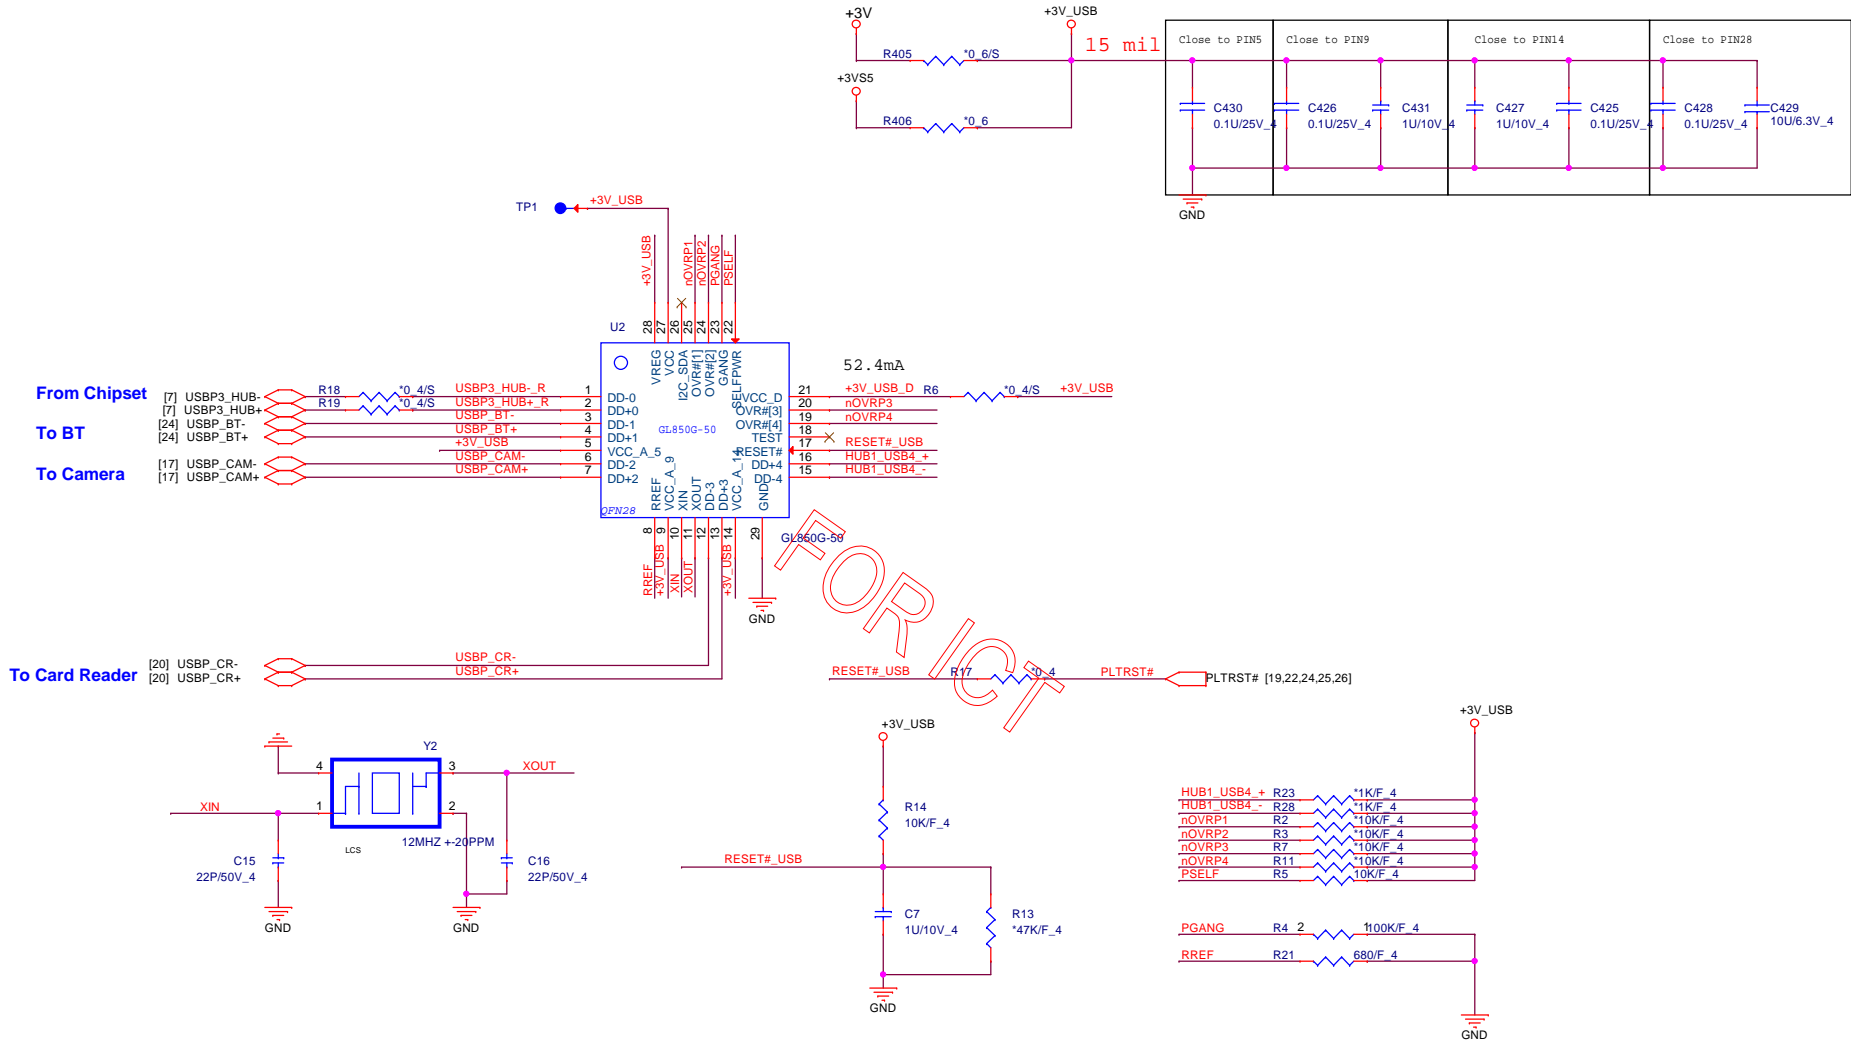 +3V
+3V_USB
15 mil
R405
*0_6/S
+3VS5
R406
*0_6
Close to PIN5
Close to PIN9
Close to PIN14
Close to PIN28
C430
0.1U/25V_4
C426
0.1U/25V_4
C431
1U/10V_4
C427
1U/10V_4
C425
0.1U/25V_4
C428
0.1U/25V_4
C429
10U/6.3V_4
GND
TP1
+3V_USB
+3V_USB
nOVRP1
nOVRP2
PGANG
PSELF
U2
28
27
26
25
24
23
22
VREG
VCC
I2C_SDA
OVR#[1]
OVR#[2]
GANG
SELFPWR
52.4mA
From Chipset
[7] USBP3_HUB-
R18
*0_4/S
USBP3_HUB-_R
1
DD-0
[7] USBP3_HUB+
R19
*0_4/S
USBP3_HUB+_R
2
DD+0
To BT
[24] USBP_BT-
USBP_BT-
3
DD-1
[24] USBP_BT+
USBP_BT+
4
DD+1
+3V_USB
5
VCC_A_5
To Camera
[17] USBP_CAM-
USBP_CAM-
6
DD-2
[17] USBP_CAM+
USBP_CAM+
7
DD+2
GL850G-50
VCC_D
21
+3V_USB_D
R6
*0_4/S
+3V_USB
OVR#[3]
20
nOVRP3
OVR#[4]
19
nOVRP4
TEST
18
RESET#
17
RESET#_USB
DD+4
16
HUB1_USB4_+
DD-4
15
HUB1_USB4_-
RREF
VCC_A_9
XIN
XOUT
DD-3
DD+3
VCC_A_14
GND
QFN28
8
9
10
11
12
13
14
29
GL850G-50
RREF
+3V_USB
XIN
XOUT
+3V_USB
GND
FOR ICT
To Card Reader
[20] USBP_CR-
USBP_CR-
[20] USBP_CR+
USBP_CR+
RESET#_USB
R17
*0_4
PLTRST#
PLTRST# [19,22,24,25,26]
Y2
4
3
XOUT
XIN
1
2
12MHZ +-20PPM
LCS
C15
22P/50V_4
C16
22P/50V_4
GND
GND
+3V_USB
R14
10K/F_4
RESET#_USB
C7
1U/10V_4
R13
*47K/F_4
GND
+3V_USB
HUB1_USB4_+ R23 *1K/F_4
HUB1_USB4_- R28 *1K/F_4
nOVRP1 R2 *10K/F_4
nOVRP2 R3 *10K/F_4
nOVRP3 R7 *10K/F_4
nOVRP4 R11 *10K/F_4
PSELF R5 10K/F_4
PGANG R4 2 1 100K/F_4
RREF R21 680/F_4
GND